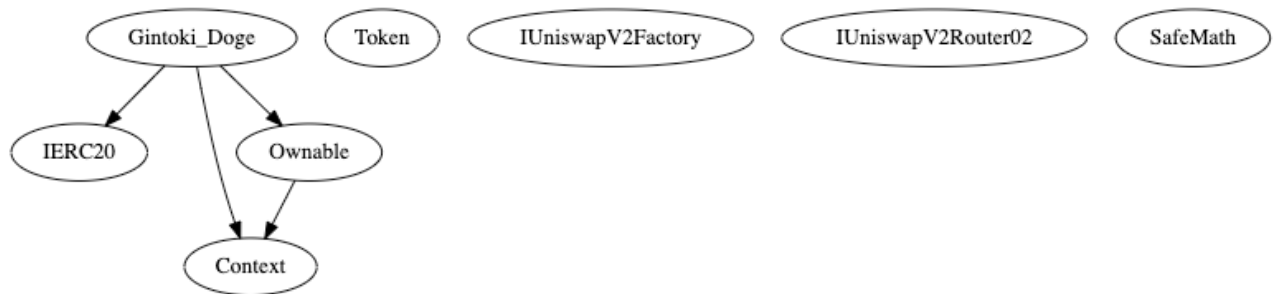 Gintoki_Doge
Token
IUniswapV2Factory
IUniswapV2Router02
SafeMath
IERC20
Ownable
Context